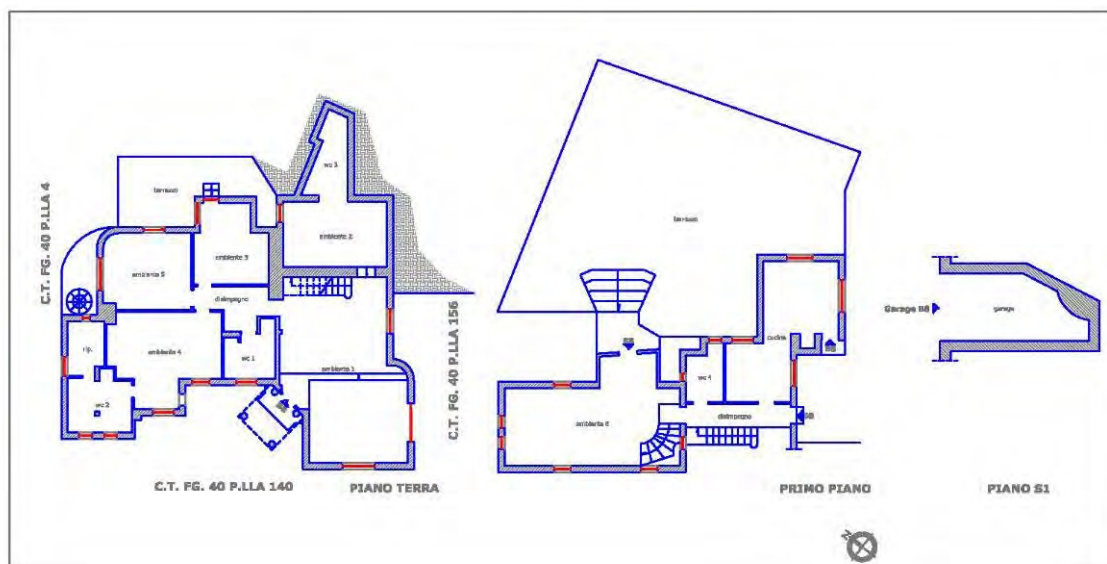 C.T. FG. 40 P.LLA 4
terrazzo
wc 3
ambiente 2
ambiente 3
ambiente 5
disimpegno
rip.
ambiente 4
wc 1
ambiente 1
wc 2
C.T. FG. 40 P.LLA 156
C.T. FG. 40 P.LLA 140
PIANO TERRA
terrazzo
cucina
wc 4
ambiente 6
disimpegno
PRIMO PIANO
garage
PIANO S1
N